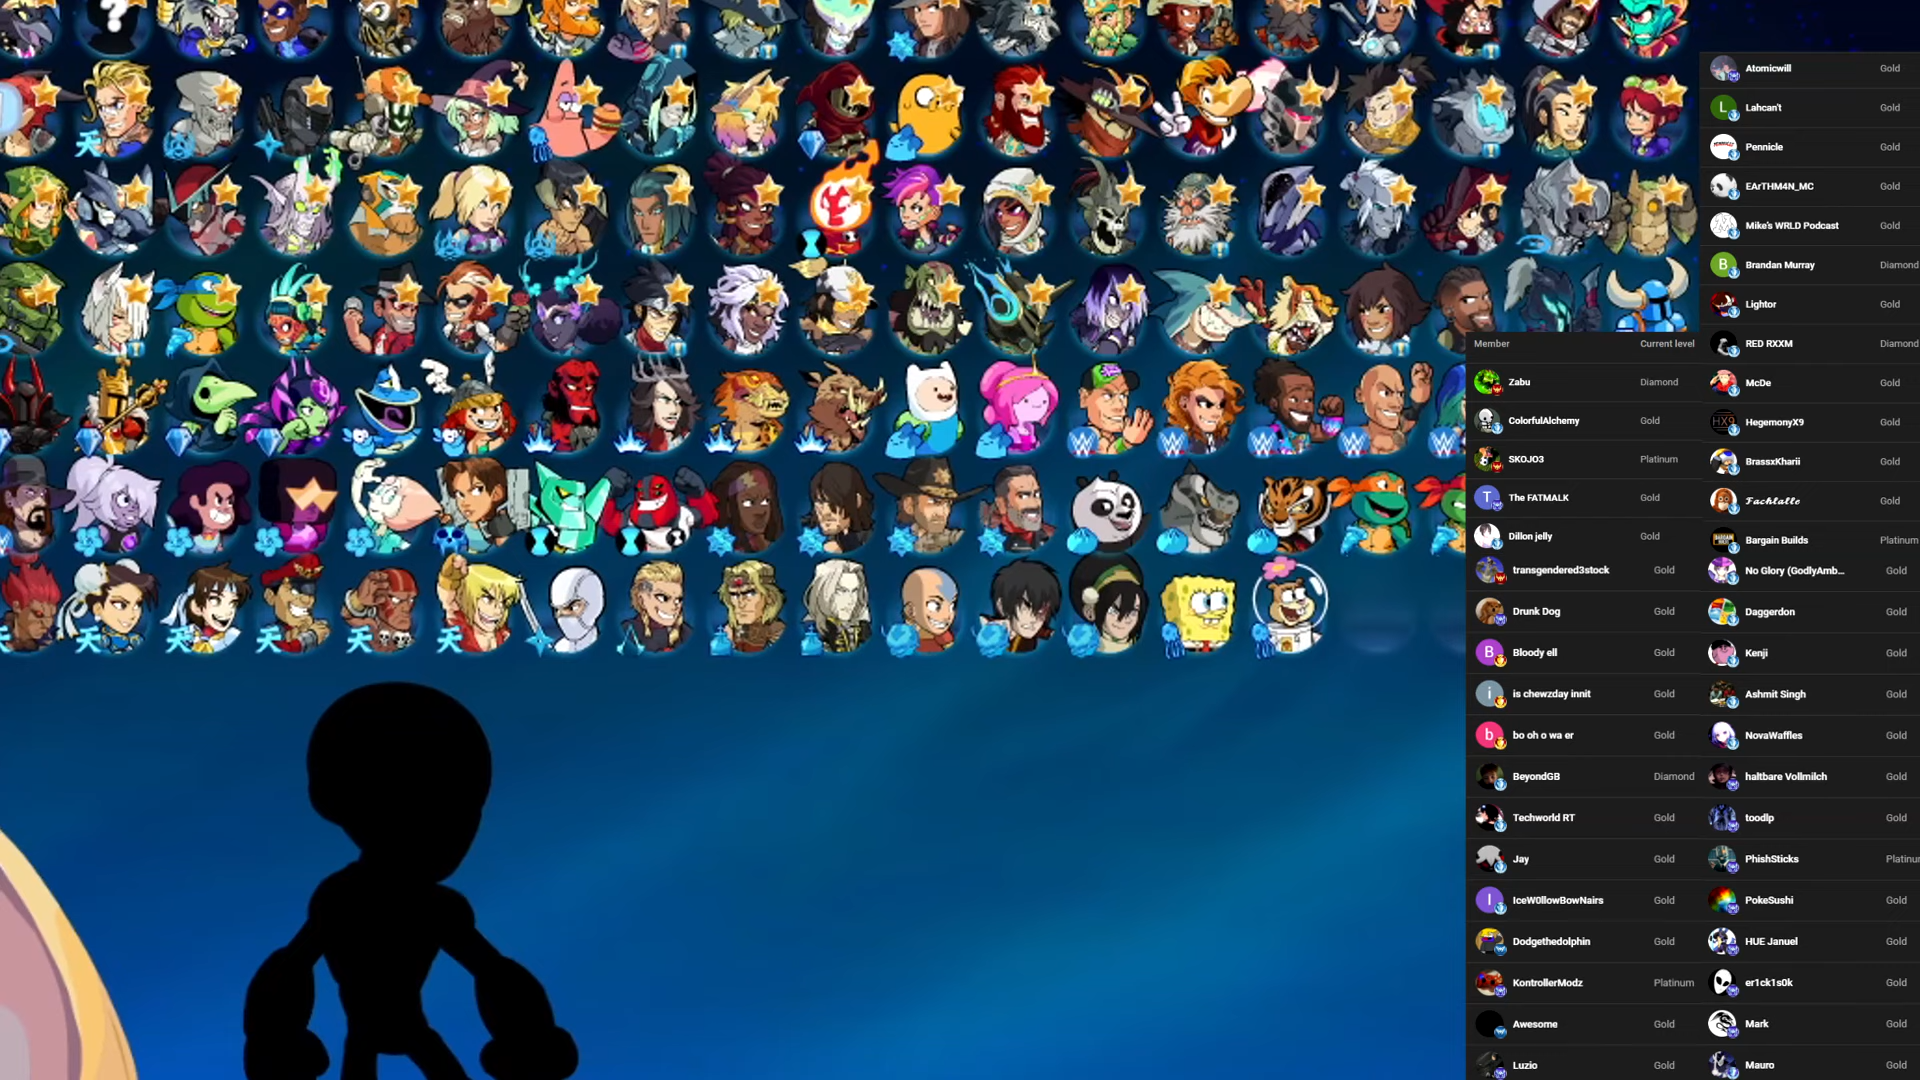 ?
Atomicwill Gold
Lahcan't Gold
Pennicle Gold
EArTHM4N_MC Gold
Mike's WRLD Podcast Gold
Brandan Murray Diamond
Lightor Gold
RED RXXM Diamond
McDe Gold
HegemonyX9 Gold
BrassxKharii Gold
Fachtatte Gold
Bargain Builds Platinum
No Glory (GodlyAmb... Gold
Daggerdon Gold
Kenji Gold
Ashmit Singh Gold
NovaWaffles Gold
haltbare Vollmilch Gold
toodlp Gold
PhishSticks Platinum
PokeSushi Gold
HUE Januel Gold
er1ck1s0k Gold
Mark Gold
Mauro Gold
Member Current level
Zabu Diamond
ColorfulAlchemy Gold
SKOJO3 Platinum
The FATMALK Gold
Dillon jelly Gold
transgendered3stock Gold
Drunk Dog Gold
Bloody ell Gold
is chewzday innit Gold
bo oh o wa er Gold
BeyondGB Diamond
Techworld RT Gold
Jay Gold
IceW0llowBowNairs Gold
Dodgethedolphin Gold
KontrollerModz Platinum
Awesome Gold
Luzio Gold